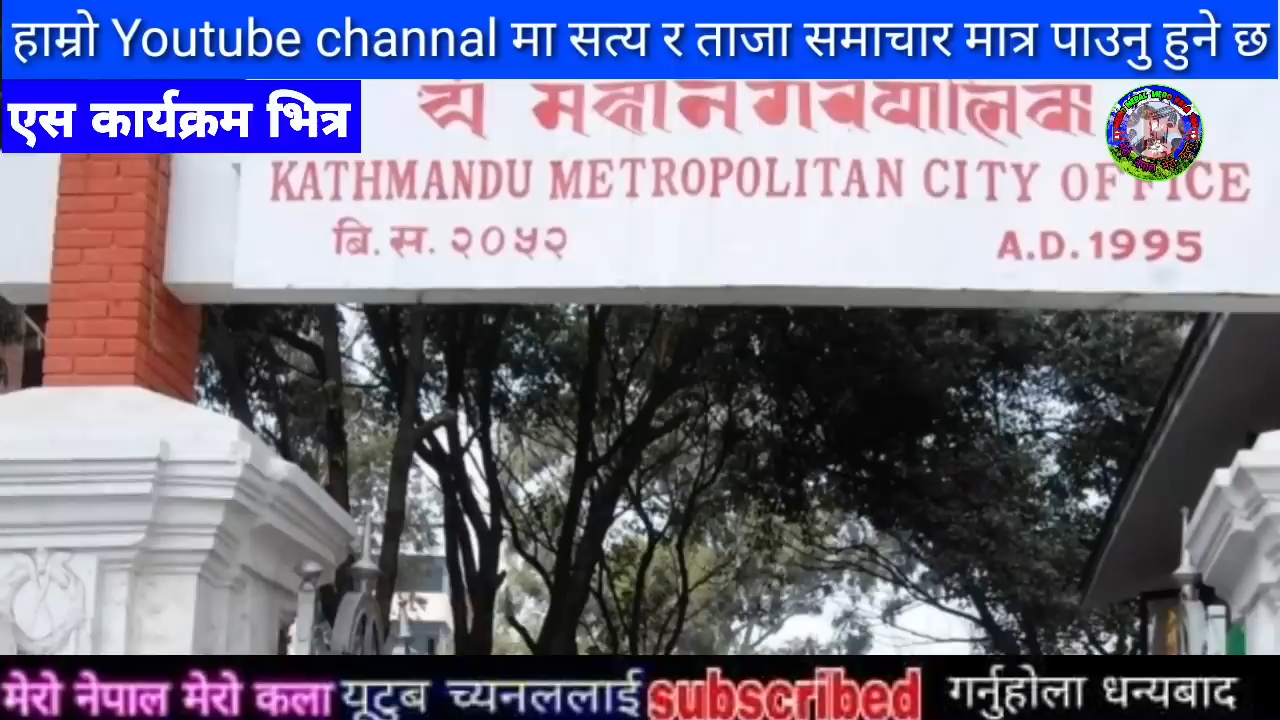 हाम्रो Youtube channal मा सत्य र ताजा समाचार मात्र पाउनु हुने छ
एस कार्यक्रम भित्र
KATHMANDU METROPOLITAN CITY OFFICE
बि.स. २०५२
A.D. 1995
मेरो नेपाल मेरो कला यूटुब च्यनललाई subscribed गर्नुहोला धन्यबाद